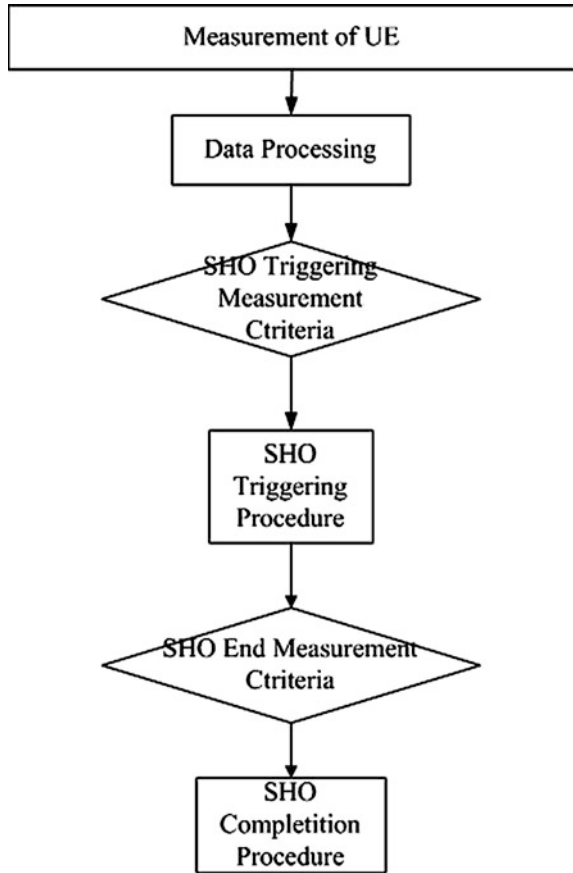 Measurement of UE
Data Processing
SHO Triggering
Measurement
Ctriteria
SHO
Triggering
Procedure
SHO End Measurement
Ctriteria
SHO
Completition
Procedure